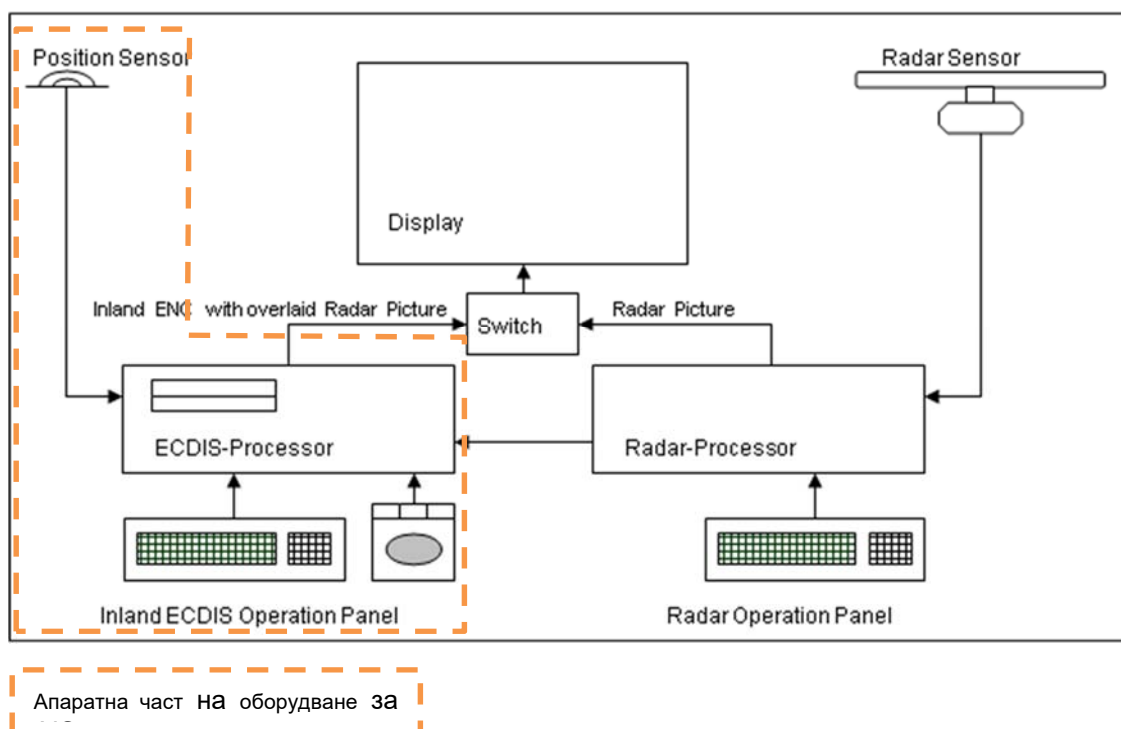 Position Sensor
Radar Sensor
Display
Inland ENC with overlaid Radar Picture
Switch
Radar Picture
ECDIS-Processor
Radar-Processor
Inland ECDIS Operation Panel
Radar Operation Panel
Апаратна част на оборудване за